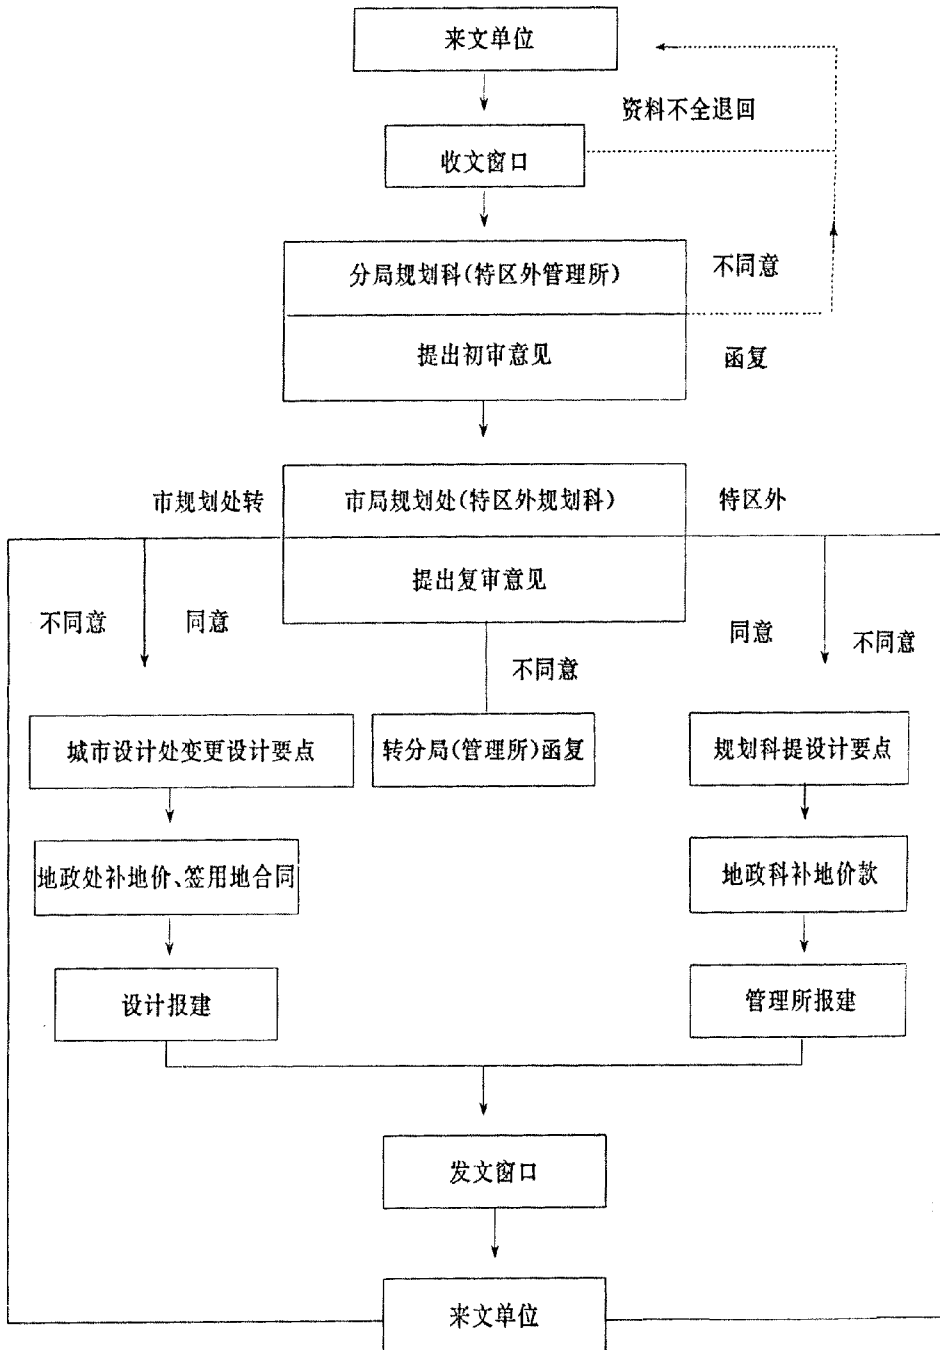 来文单位
资料不全退回
收文窗口
分局规划科(特区外管理所)
不同意
提出初审意见
函复
市规划处转
市局规划处(特区外规划科)
特区外
提出复审意见
不同意
同意
同意
不同意
不同意
城市设计处变更设计要点
转分局(管理所)函复
规划科提设计要点
地政处补地价、签用地合同
地政科补地价款
设计报建
管理所报建
发文窗口
来文单位